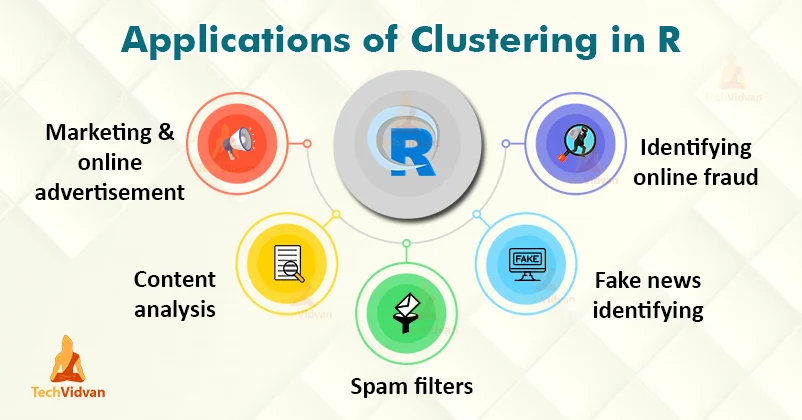 Applications of Clustering in R
Marketing &
online
advertisement
R
Identifying
online fraud
TechVidvan
Content
analysis
FAKE
Fake news
identifying
Spam filters
TechVidvan